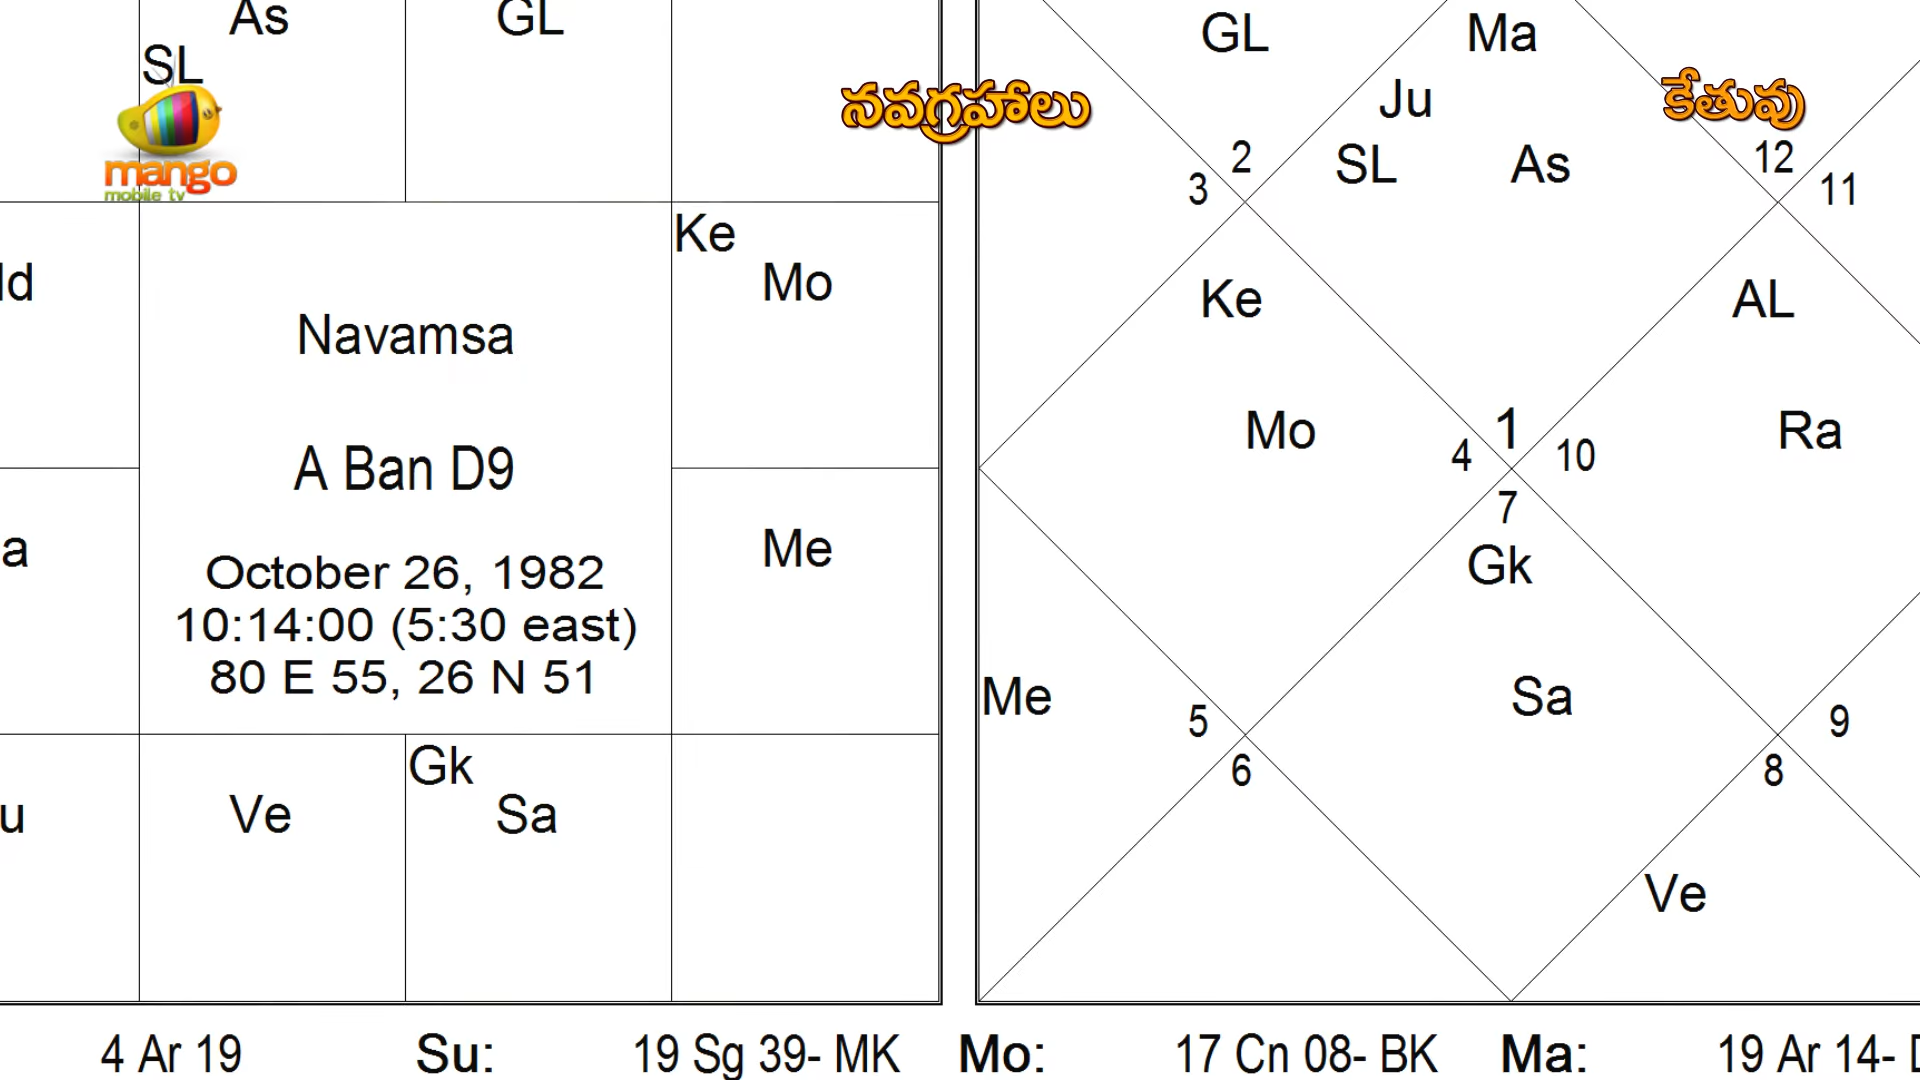 As
GL
SL
mango
mobile tv
Ke
Mo
Navamsa
A Ban D9
Me
October 26, 1982
10:14:00 (5:30 east)
80 E 55, 26 N 51
Gk
Ve
Sa
నవగ్రహాలు
కేతువు
GL
Ma
Ju
2
SL
As
12
3
11
Ke
AL
Mo
1
Ra
4
10
7
Gk
Me
Sa
5
9
6
8
Ve
4 Ar 19
Su: 19 Sg 39- MK
Mo: 17 Cn 08- BK
Ma: 19 Ar 14-